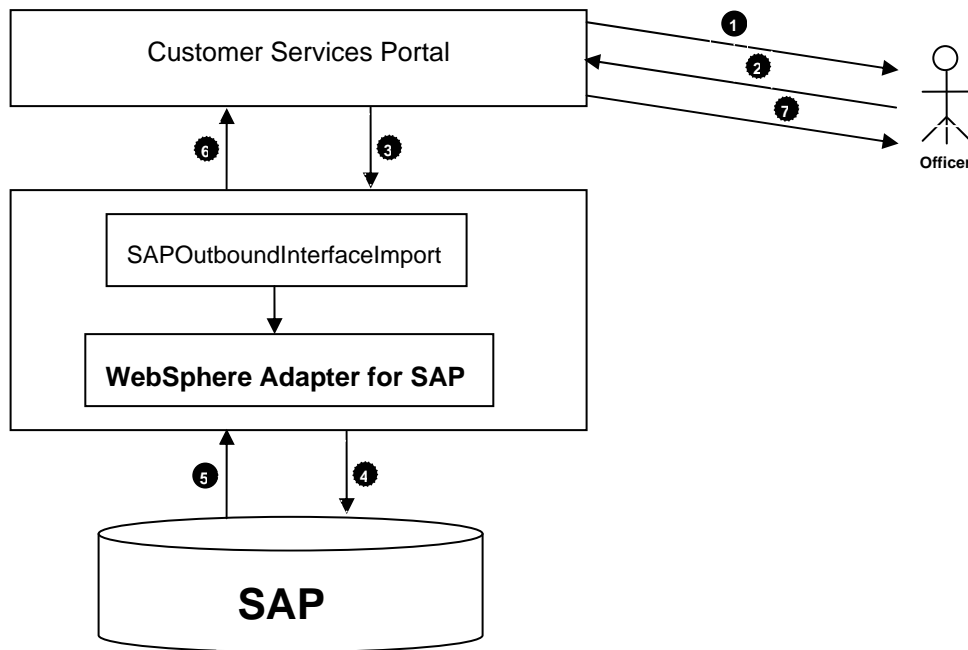 1
Customer Services Portal
2
7
6
3
Officer
SAPOutboundInterfaceImport
WebSphere Adapter for SAP
5
4
SAP